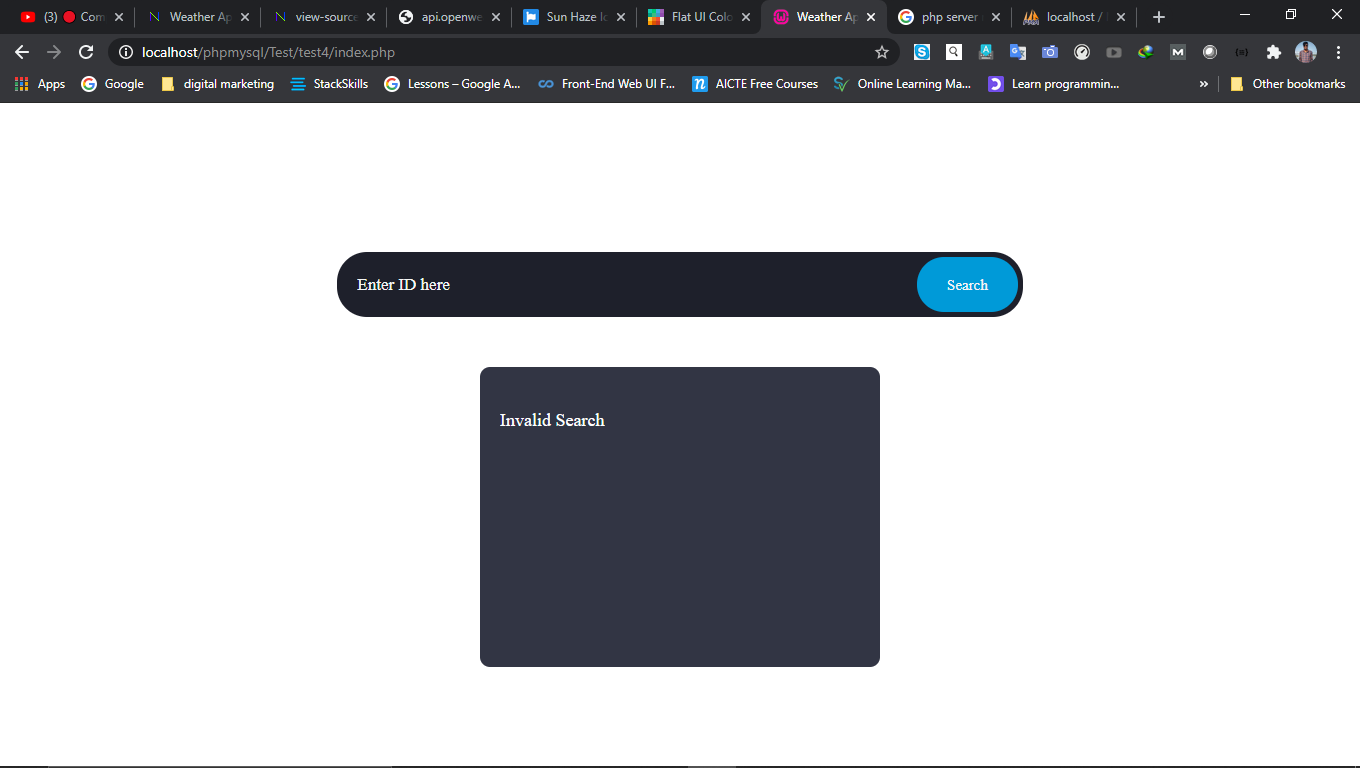 (3) Com
Weather Ap
view-source
api.openwe
Sun Haze Ic
Flat UI Colo
Weather Ap
php server
localhost /
localhost/phpmysql/Test/test4/index.php
Apps
Google
digital marketing
StackSkills
Lessons – Google A...
Front-End Web UI F...
AICTE Free Courses
Online Learning Ma...
Learn programmin...
»
Other bookmarks
Enter ID here
Search
Invalid Search